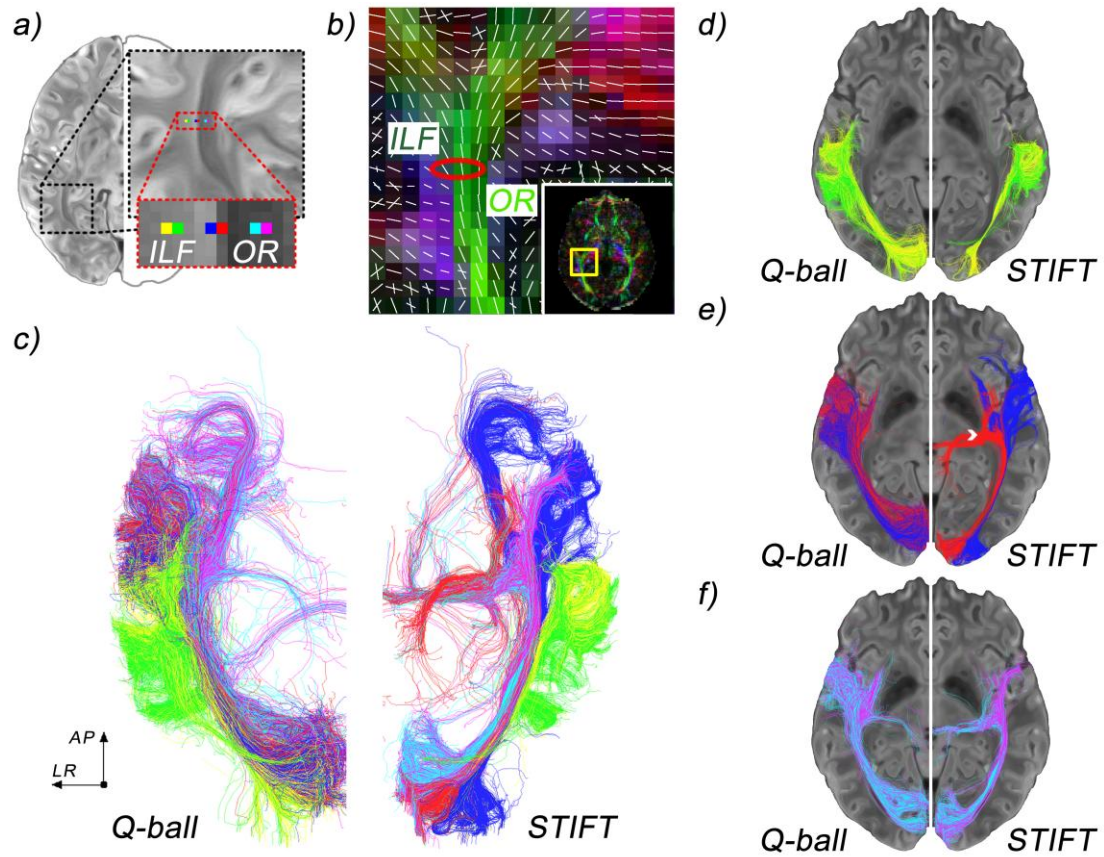 a)
ILF
OR
b)
ILF
OR
c)
AP
LR
Q-ball
STIFT
d)
Q-ball
STIFT
e)
Q-ball
STIFT
f)
Q-ball
STIFT